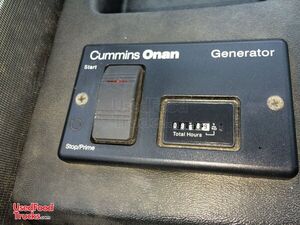 Cummins Onan Generator
Start
Total Hours
Stop/Prime
UsedFood
Trucks.com